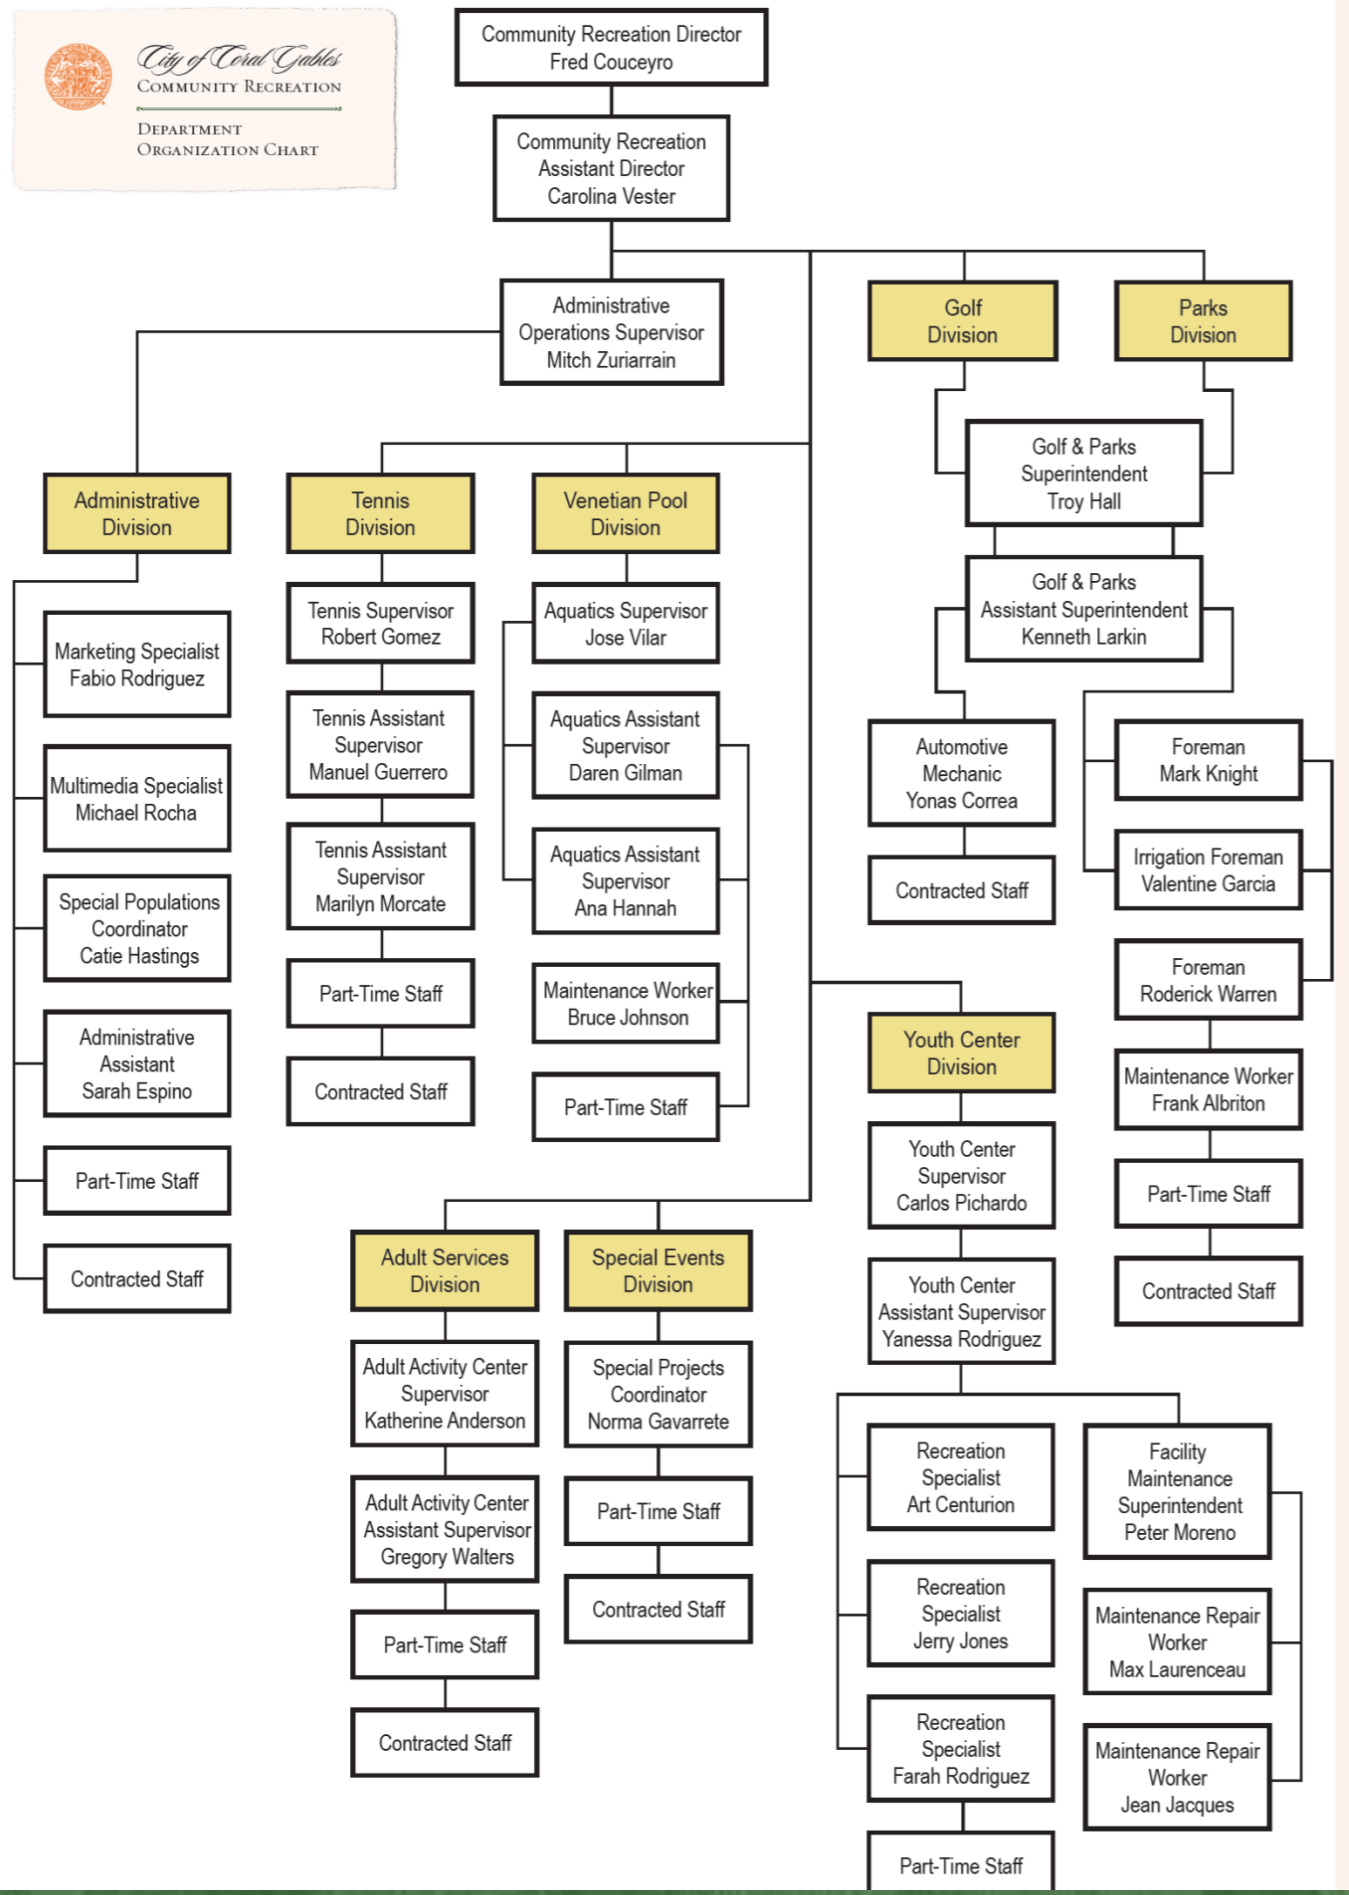 City of Coral Gables
Community Recreation
Department
Organization Chart
FLORIDA
Community Recreation Director
Fred Couceyro
Community Recreation
Assistant Director
Carolina Vester
Administrative
Operations Supervisor
Mitch Zuriarrain
Golf
Division
Parks
Division
Golf & Parks
Superintendent
Troy Hall
Golf & Parks
Assistant Superintendent
Kenneth Larkin
Administrative
Division
Marketing Specialist
Fabio Rodriguez
Multimedia Specialist
Michael Rocha
Special Populations
Coordinator
Catie Hastings
Administrative
Assistant
Sarah Espino
Part-Time Staff
Contracted Staff
Tennis
Division
Tennis Supervisor
Robert Gomez
Tennis Assistant
Supervisor
Manuel Guerrero
Tennis Assistant
Supervisor
Marilyn Morcate
Part-Time Staff
Contracted Staff
Venetian Pool
Division
Aquatics Supervisor
Jose Vilar
Aquatics Assistant
Supervisor
Daren Gilman
Aquatics Assistant
Supervisor
Ana Hannah
Maintenance Worker
Bruce Johnson
Part-Time Staff
Automotive
Mechanic
Yonas Correa
Contracted Staff
Foreman
Mark Knight
Irrigation Foreman
Valentine Garcia
Foreman
Roderick Warren
Maintenance Worker
Frank Albriton
Part-Time Staff
Contracted Staff
Youth Center
Division
Youth Center
Supervisor
Carlos Pichardo
Youth Center
Assistant Supervisor
Yanessa Rodriguez
Adult Services
Division
Adult Activity Center
Supervisor
Katherine Anderson
Adult Activity Center
Assistant Supervisor
Gregory Walters
Part-Time Staff
Contracted Staff
Special Events
Division
Special Projects
Coordinator
Norma Gavarrete
Part-Time Staff
Contracted Staff
Recreation
Specialist
Art Centurion
Recreation
Specialist
Jerry Jones
Recreation
Specialist
Farah Rodriguez
Part-Time Staff
Facility
Maintenance
Superintendent
Peter Moreno
Maintenance Repair
Worker
Max Laurenceau
Maintenance Repair
Worker
Jean Jacques